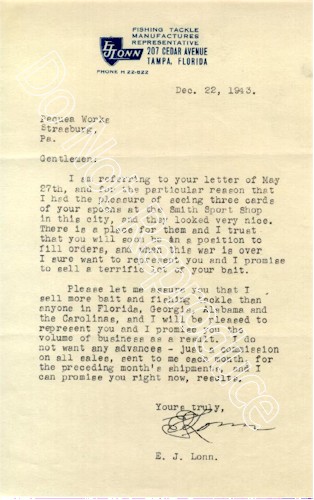 FISHING TACKLE
MANUFACTURES
REPRESENTATIVE
EJLONN
207 CEDAR AVENUE
TAMPA, FLORIDA
PHONE H 22-822
Dec. 22, 1943.
Pequea Works
Strasburg,
Pa.
Gentlemen:
I am referring to your letter of May
27th, and for the particular reason that
I had the pleasure of seeing three cards
of your spoons at the Smith Sport Shop
in this city, and they looked very nice.
There is a place for them and I trust
that you will soon be in a position to
fill orders, and when this war is over
I sure want to represent you and I promise
to sell a terrific lot of your bait.
Please let me assure you that I
sell more bait and fishing tackle than
anyone in Florida, Georgia, Alabama and
the Carolinas, and I will be pleased to
represent you and I promise you the
volume of business as a result. I do
not want any advances - just a commission
on all sales, sent to me each month, for
the preceding month's shipments, and I
can promise you right now, results.
Yours truly,
EJLonn
E. J. Lonn.